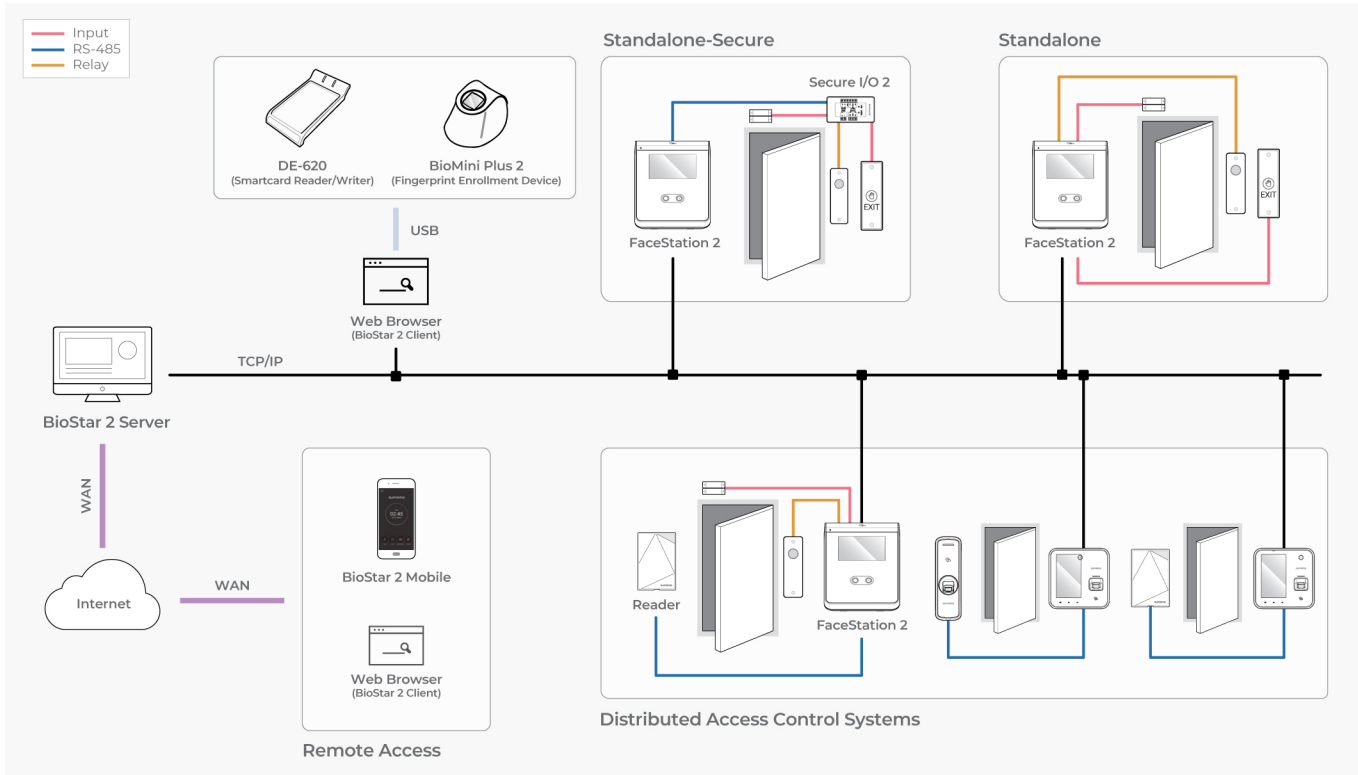 Input
RS-485
Relay
DE-620
(Smartcard Reader/Writer)
BioMini Plus 2
(Fingerprint Enrollment Device)
USB
Web Browser
(BioStar 2 Client)
TCP/IP
BioStar 2 Server
WAN
Internet
WAN
BioStar 2 Mobile
Web Browser
(BioStar 2 Client)
Remote Access
Standalone-Secure
Secure I/O 2
FaceStation 2
EXIT
Standalone
FaceStation 2
EXIT
Reader
FaceStation 2
Distributed Access Control Systems